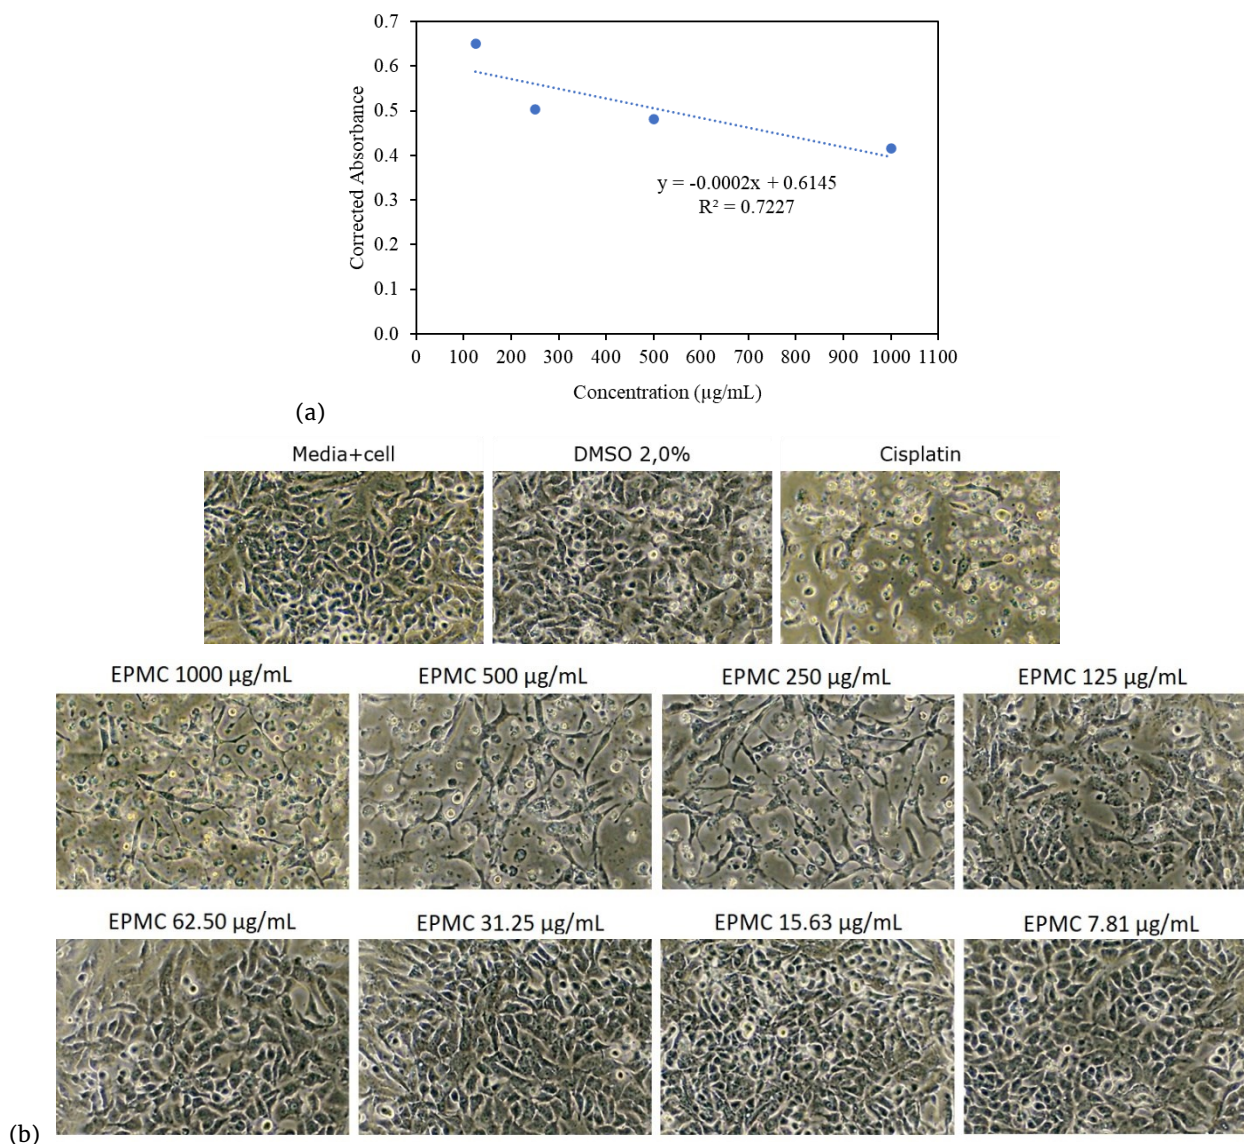 0.7
0.6
0.5
0.4
0.3
0.2
0.1
0.0
Corrected Absorbance
y = -0.0002x + 0.6145
R² = 0.7227
0 100 200 300 400 500 600 700 800 900 1000 1100
Concentration (µg/mL)
(a)
Media+cell DMSO 2,0% Cisplatin
EPMC 1000 µg/mL EPMC 500 µg/mL EPMC 250 µg/mL EPMC 125 µg/mL
EPMC 62.50 µg/mL EPMC 31.25 µg/mL EPMC 15.63 µg/mL EPMC 7.81 µg/mL
(b)